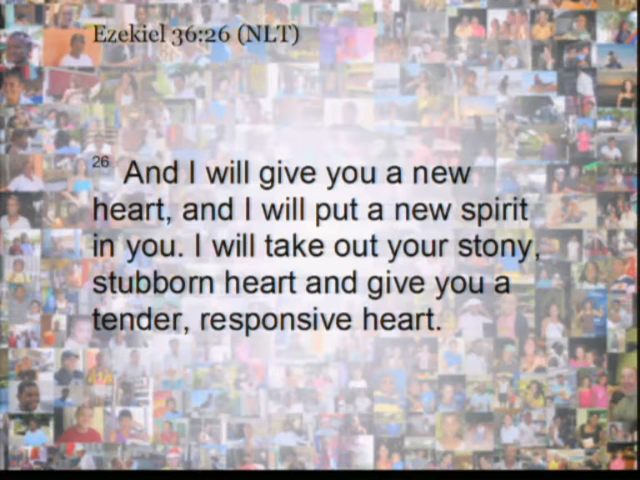 Ezekiel 36:26 (NLT)
26 And I will give you a new
heart, and I will put a new spirit
in you. I will take out your stony,
stubborn heart and give you a
tender, responsive heart.